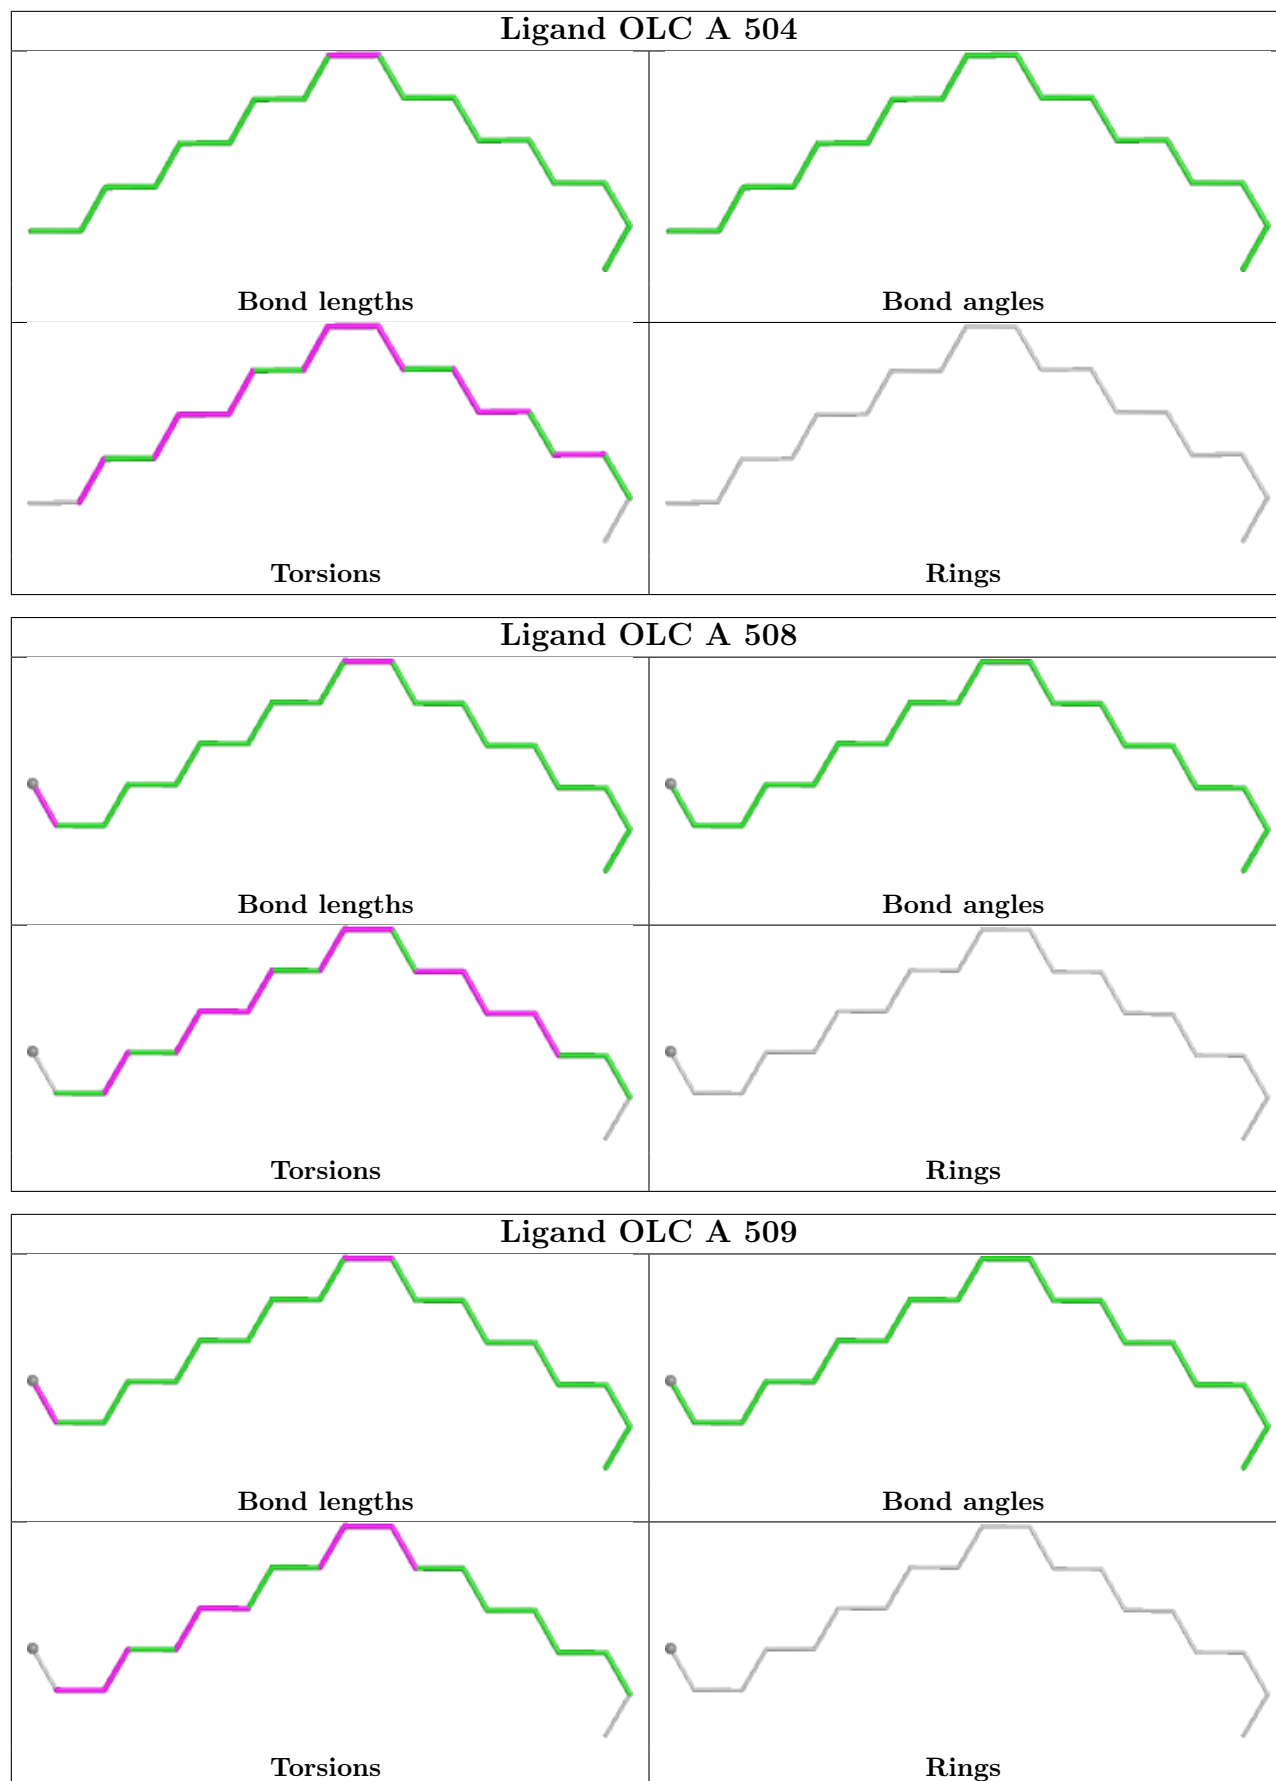 Ligand OLC A 504
Bond lengths
Bond angles
Torsions
Rings
Ligand OLC A 508
Bond lengths
Bond angles
Torsions
Rings
Ligand OLC A 509
Bond lengths
Bond angles
Torsions
Rings